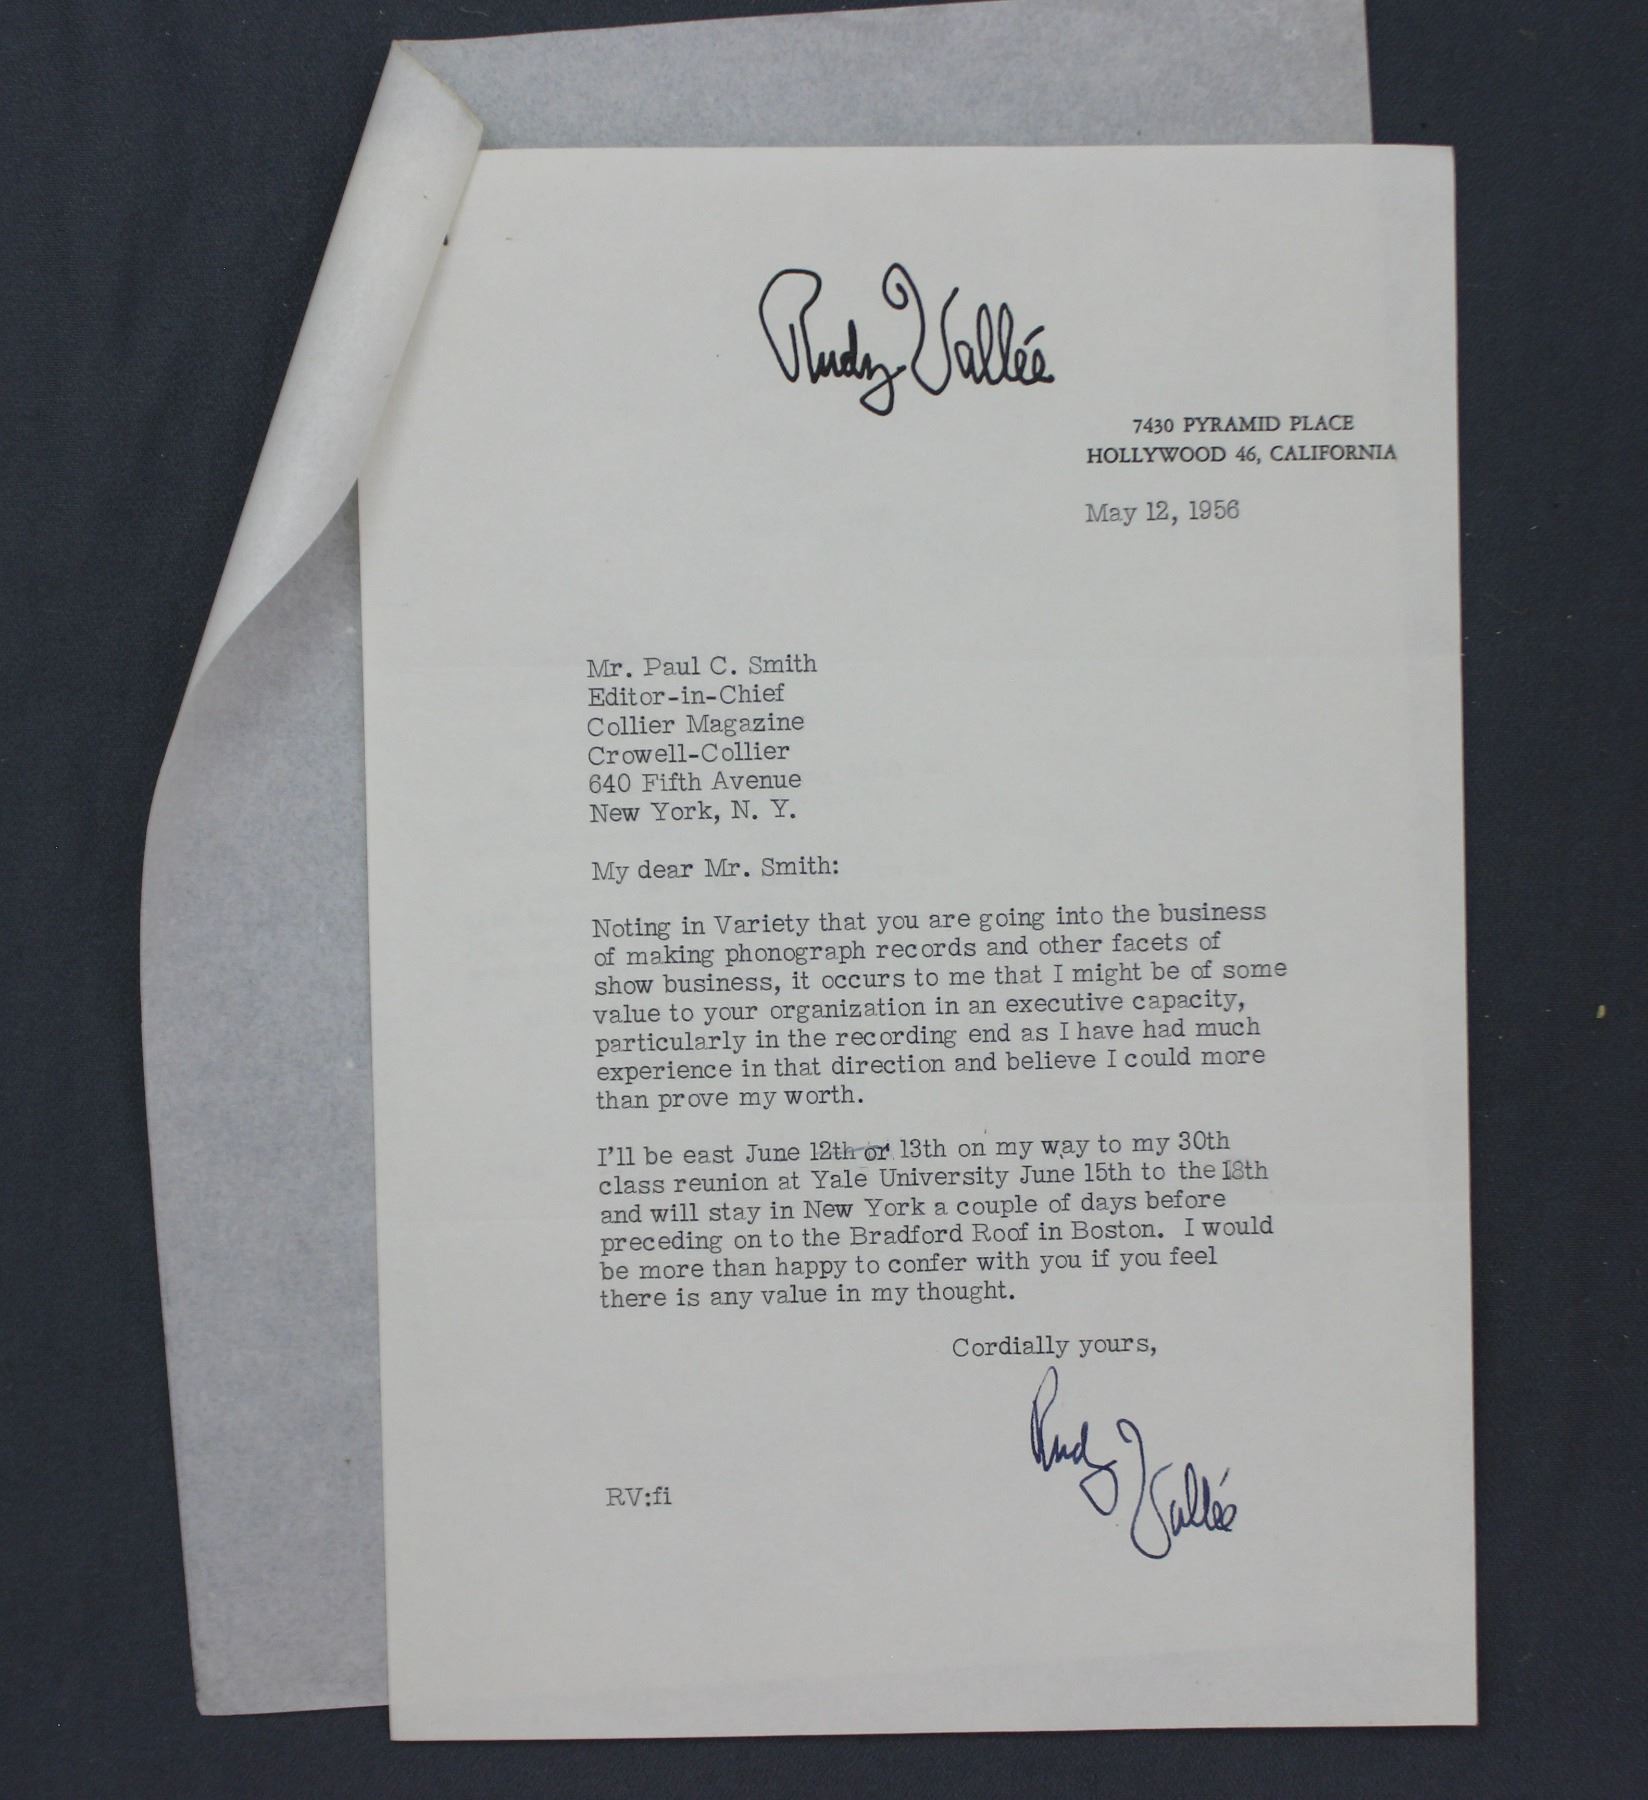 Rudy Vallée
7430 PYRAMID PLACE
HOLLYWOOD 46, CALIFORNIA
May 12, 1956
Mr. Paul C. Smith
Editor-in-Chief
Collier Magazine
Crowell-Collier
640 Fifth Avenue
New York, N. Y.
My dear Mr. Smith:
Noting in Variety that you are going into the business
of making phonograph records and other facets of
show business, it occurs to me that I might be of some
value to your organization in an executive capacity,
particularly in the recording end as I have had much
experience in that direction and believe I could more
than prove my worth.
I'll be east June 12th or 13th on my way to my 30th
class reunion at Yale University June 15th to the 18th
and will stay in New York a couple of days before
preceding on to the Bradford Roof in Boston. I would
be more than happy to confer with you if you feel
there is any value in my thought.
Cordially yours,
Rudy Vallée
RV:fi